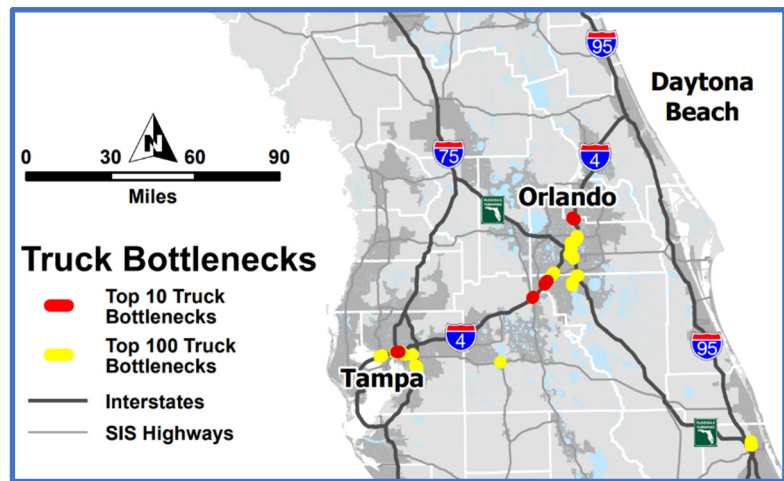 95
Daytona
Beach
N
0 30 60 90
Miles
75
4
Orlando
Truck Bottlenecks
Top 10 Truck
Bottlenecks
Top 100 Truck
Bottlenecks
Interstates
SIS Highways
4
95
Tampa